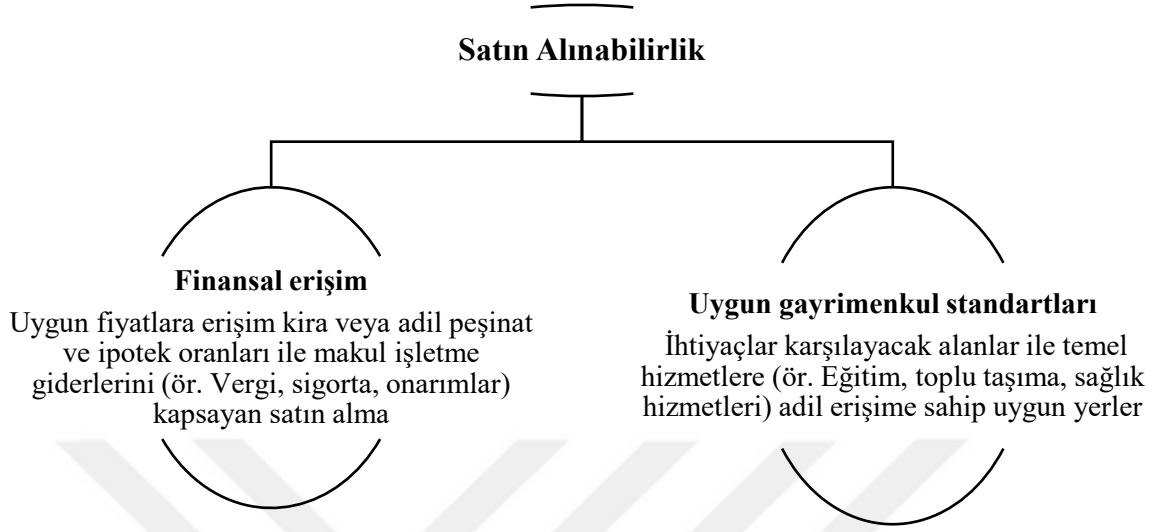 Satın Alınabilirlik
Finansal erişim
Uygun fiyatlara erişim kira veya adil peşinat
ve ipotek oranları ile makul işletme
giderlerini (ör. Vergi, sigorta, onarımlar)
kapsayan satın alma
Uygun gayrimenkul standartları
İhtiyaçlar karşılayacak alanlar ile temel
hizmetlere (ör. Eğitim, toplu taşıma, sağlık
hizmetleri) adil erişime sahip uygun yerler